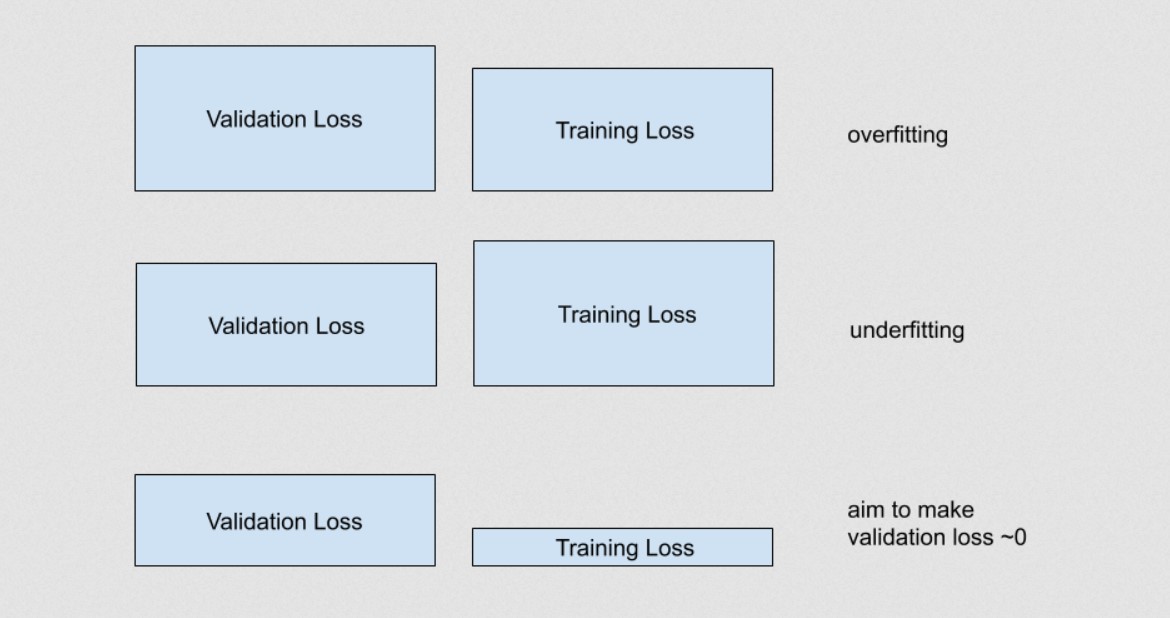 Validation Loss
Training Loss
overfitting
Validation Loss
Training Loss
underfitting
Validation Loss
Training Loss
aim to make
validation loss ~0